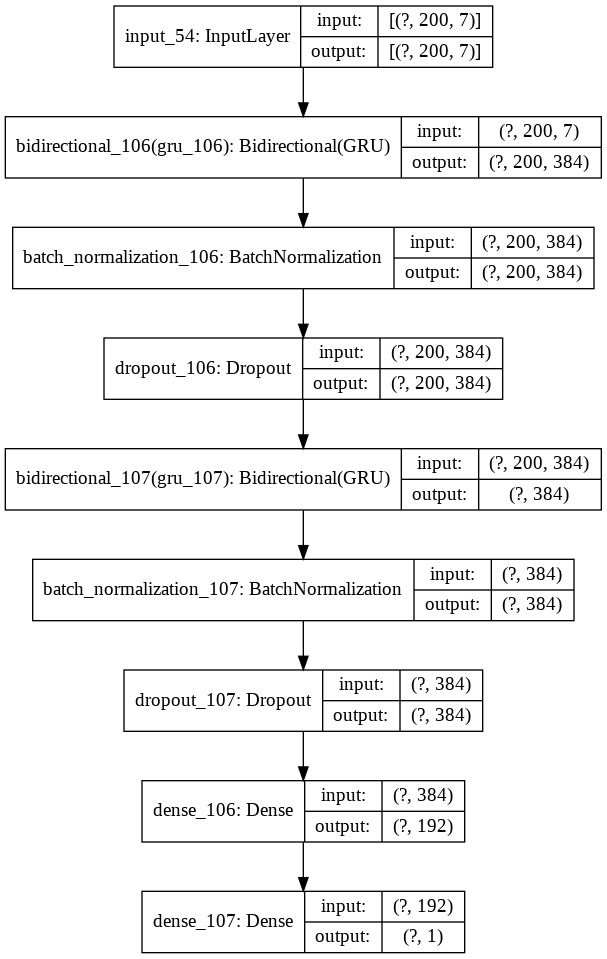 input_54: InputLayer
input: [(?, 200, 7)]
output: [(?, 200, 7)]
bidirectional_106(gru_106): Bidirectional(GRU)
input: (?, 200, 7)
output: (?, 200, 384)
batch_normalization_106: BatchNormalization
input: (?, 200, 384)
output: (?, 200, 384)
dropout_106: Dropout
input: (?, 200, 384)
output: (?, 200, 384)
bidirectional_107(gru_107): Bidirectional(GRU)
input: (?, 200, 384)
output: (?, 384)
batch_normalization_107: BatchNormalization
input: (?, 384)
output: (?, 384)
dropout_107: Dropout
input: (?, 384)
output: (?, 384)
dense_106: Dense
input: (?, 384)
output: (?, 192)
dense_107: Dense
input: (?, 192)
output: (?, 1)